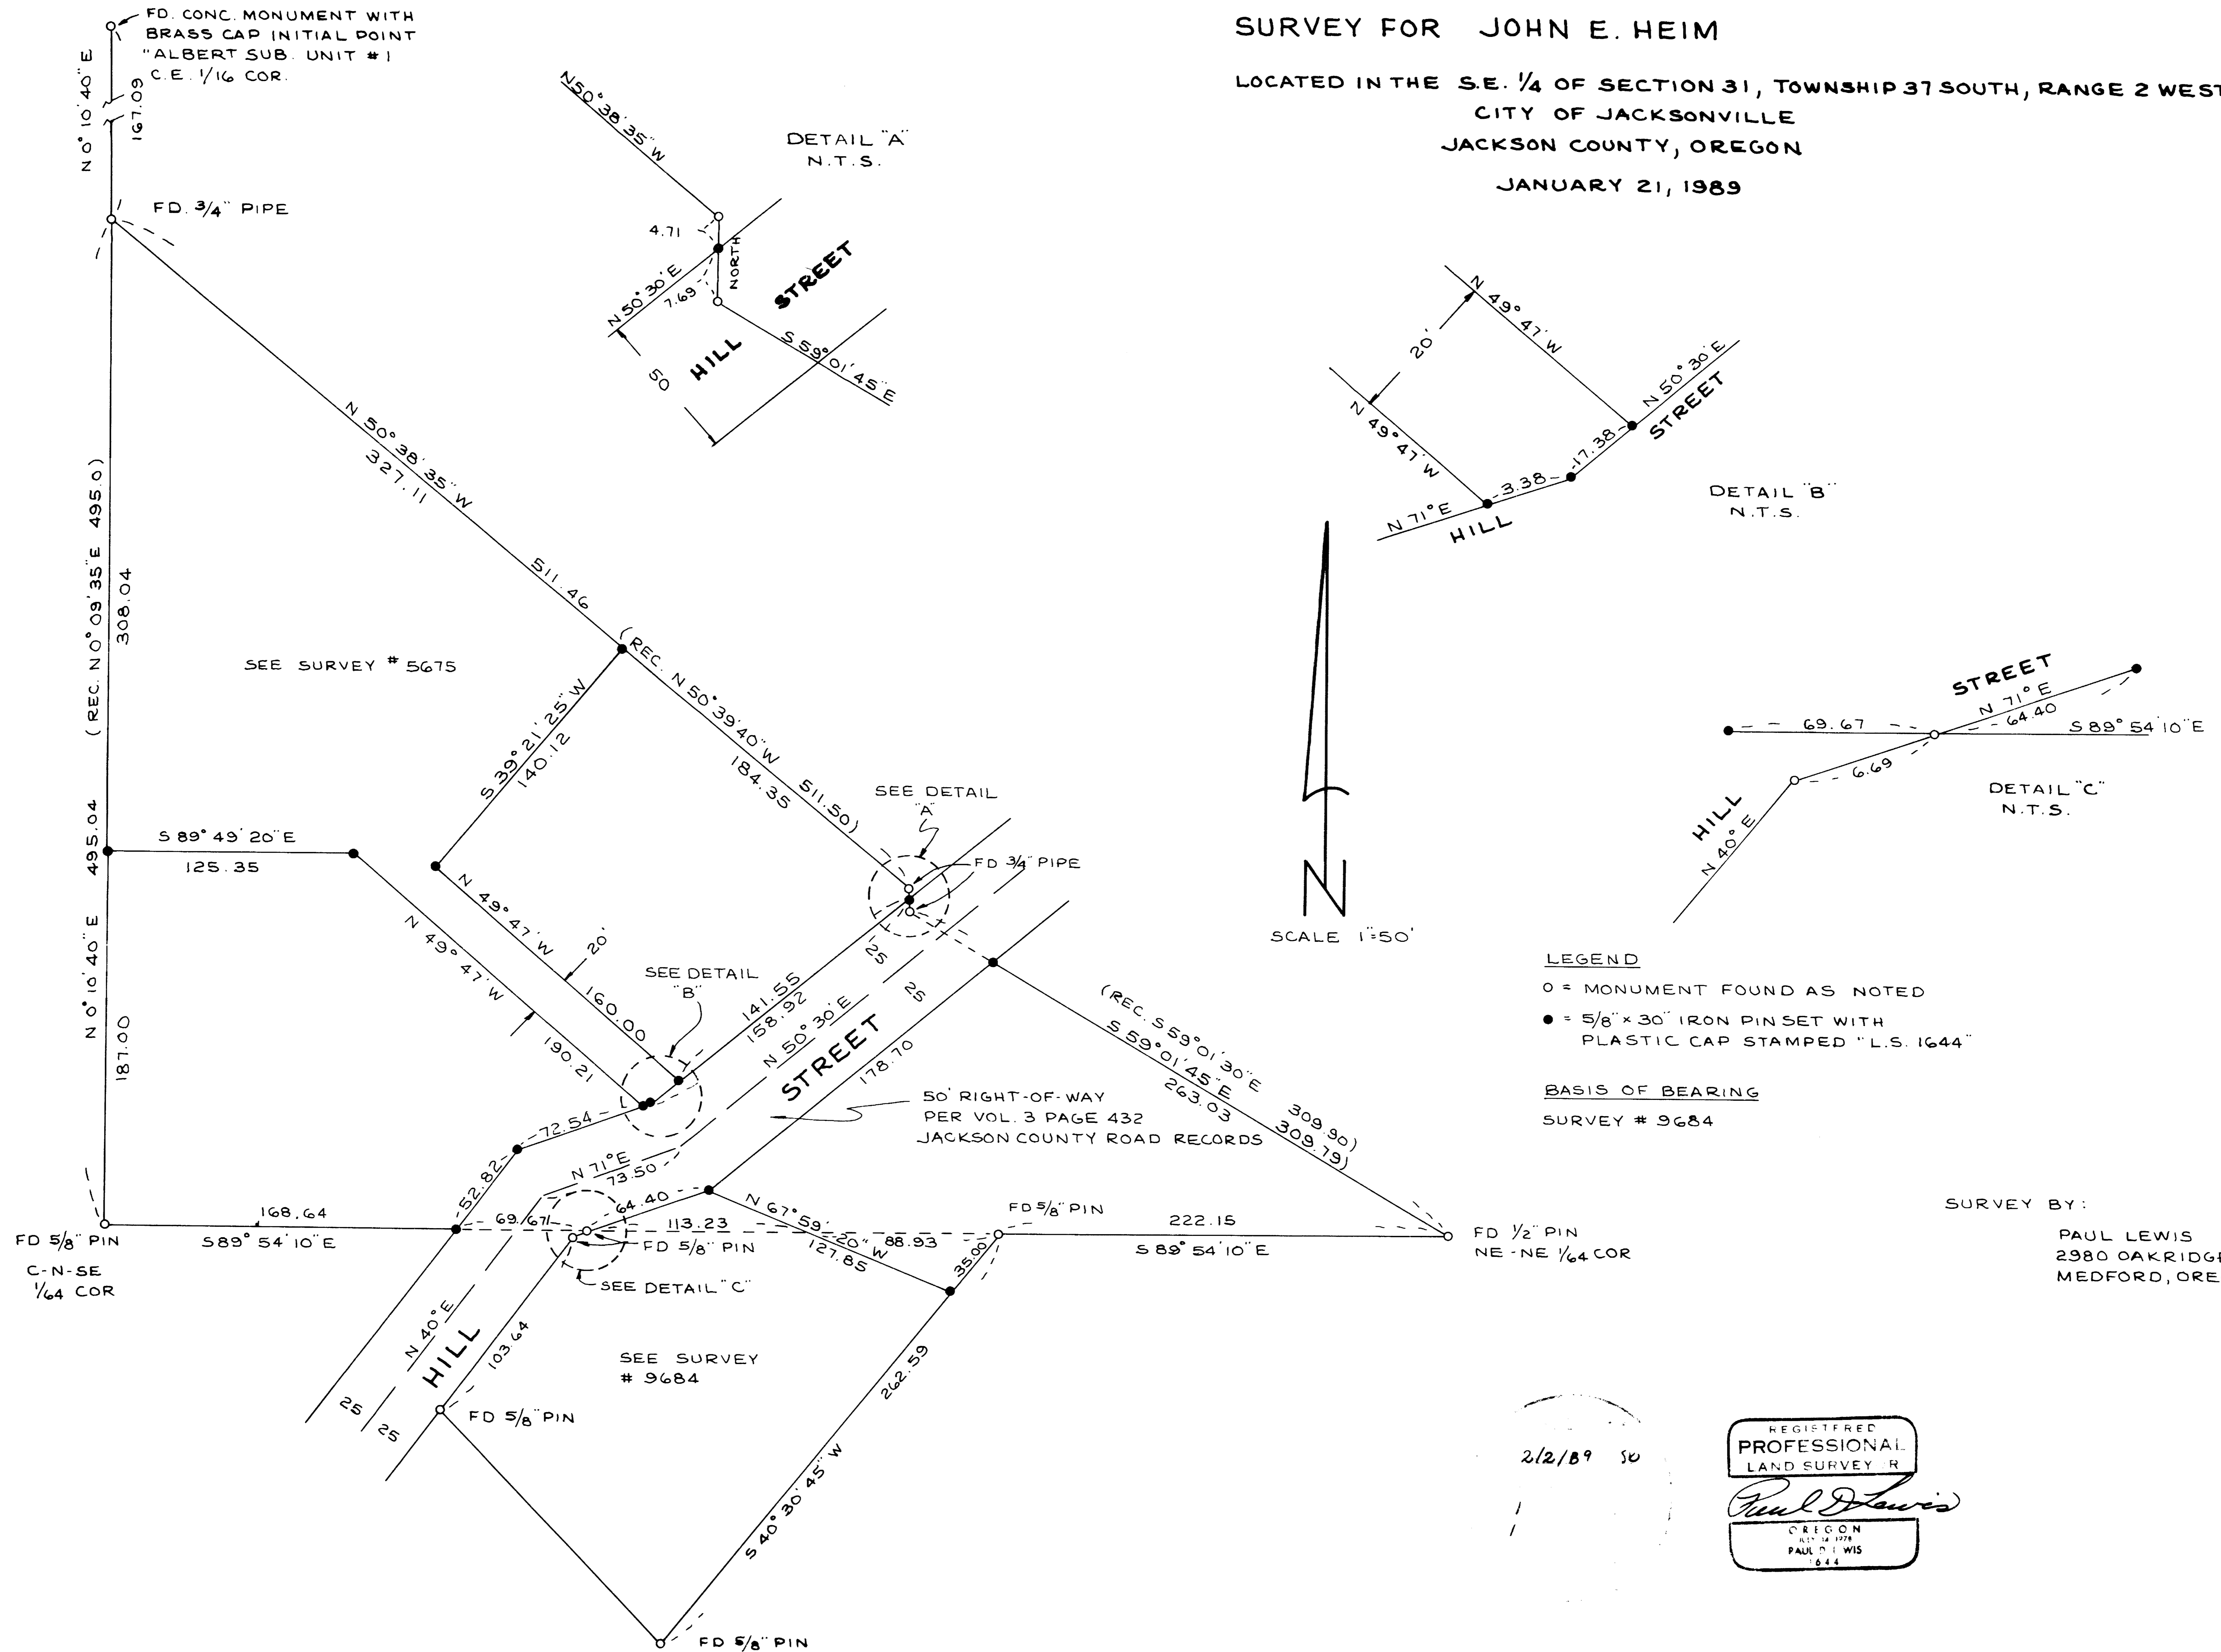 SURVEY FOR JOHN E. HEIM
LOCATED IN THE S.E. 1/4 OF SECTION 31, TOWNSHIP 37 SOUTH, RANGE 2 WEST
CITY OF JACKSONVILLE
JACKSON COUNTY, OREGON
JANUARY 21, 1989
FD. CONC. MONUMENT WITH
BRASS CAP INITIAL POINT
"ALBERT SUB. UNIT #1
C.E. 1/16 COR.
N 0° 10' 40" E
167.09
FD. 3/4" PIPE
N 50° 38' 35" W
DETAIL "A"
N.T.S.
4.71
NORTH
N 50° 30' E
7.69
STREET
HILL
50
S 59° 01' 45" E
N 49° 47' W
20'
N 49° 47' W
N 50° 30' E
STREET
17.38
3.38
N 71° E
HILL
DETAIL "B"
N.T.S.
N 50° 38' 35" W
327.11
511.46
(REC. N 50° 39' 40" W 511.50)
184.35
(REC. N 0° 09' 35" E 495.0)
308.04
SEE SURVEY # 5675
S 39° 21' 25" W
140.12
SEE DETAIL
"A"
FD 3/4" PIPE
N
SCALE 1"=50'
STREET
N 71° E
64.40
69.67
S 89° 54' 10" E
6.69
HILL
N 40° E
DETAIL "C"
N.T.S.
N 0° 10' 40" E 495.04
187.00
S 89° 49' 20" E
125.35
N 49° 47' W
160.00
20'
N 49° 47' W
190.21
SEE DETAIL
"B"
141.55
158.92
N 50° 30' E
25
25
STREET
178.70
50' RIGHT-OF-WAY
PER VOL. 3 PAGE 432
JACKSON COUNTY ROAD RECORDS
(REC. S 59° 01' 30" E 309.90)
S 59° 01' 45" E 309.79)
263.03
LEGEND
O = MONUMENT FOUND AS NOTED
● = 5/8" x 30" IRON PIN SET WITH
PLASTIC CAP STAMPED "L.S. 1644"
BASIS OF BEARING
SURVEY # 9684
72.54
52.82
N 71° E
73.50
64.40
168.64
S 89° 54' 10" E
69.67
113.23
88.93
N 67° 59' 20" W
127.85
FD 5/8" PIN
FD 5/8" PIN
35.00
222.15
S 89° 54' 10" E
FD 1/2" PIN
NE-NE 1/64 COR
FD 5/8" PIN
C-N-SE
1/64 COR
SEE DETAIL "C"
N 40° E
HILL
103.64
25
25
FD 5/8" PIN
SEE SURVEY
# 9684
262.59
S 40° 30' 45" W
FD 5/8" PIN
SURVEY BY:
PAUL LEWIS
2980 OAKRIDG
MEDFORD, ORE
2/2/89
REGISTERED
PROFESSIONAL
LAND SURVEY R
Paul D Lewis
OREGON
PAUL D LEWIS
1644